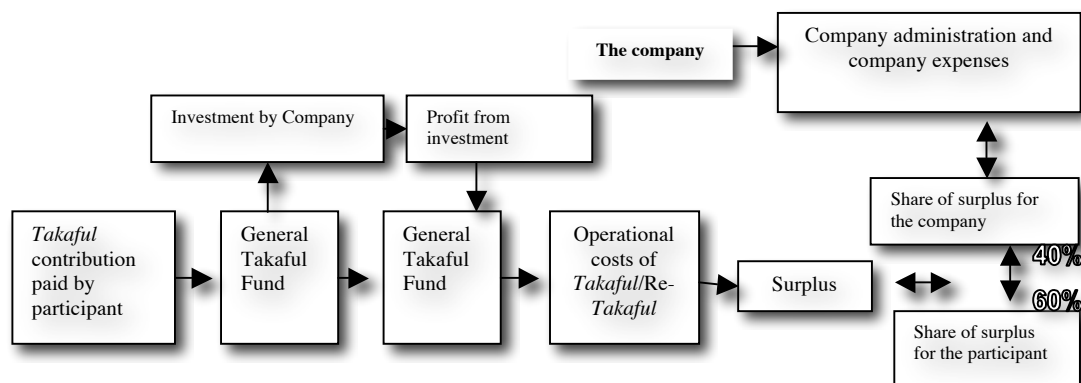 The company
Company administration and
company expenses
Investment by Company
Profit from
investment
Share of surplus for
the company
Takaful
contribution
paid by
participant
General
Takaful
Fund
General
Takaful
Fund
Operational
costs of
Takaful/Re-
Takaful
Surplus
40%
60%
Share of surplus
for the participant